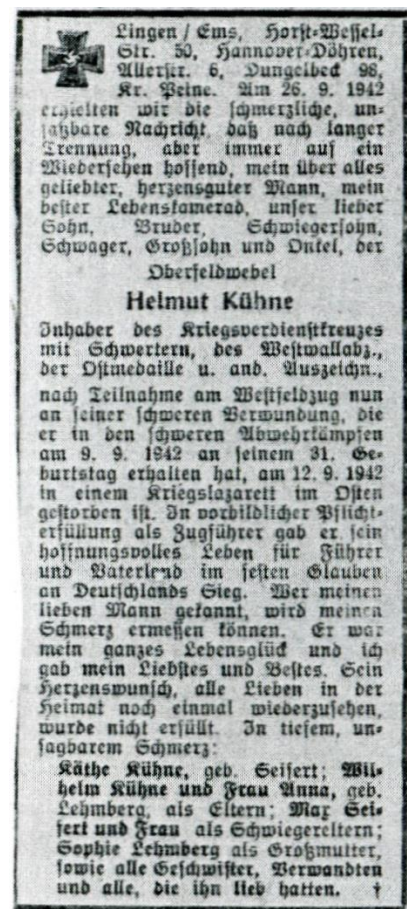 Lingen / Ems, Horst-Wessel-
Str. 50, Hannover-Döhren,
Allerstr. 6, Dungelbeck 98,
Kr. Peine. Am 26. 9. 1942
erhielten wir die schmerzliche, un-
faßbare Nachricht, daß nach langer
Trennung, aber immer auf ein
Wiedersehen hoffend, mein über alles
geliebter, herzensguter Mann, mein
bester Lebenskamerad, unser lieber
Sohn, Bruder, Schwiegersohn,
Schwager, Großsohn und Onkel, der
Oberfeldwebel
Helmut Kühne
Inhaber des Kriegsverdienstkreuzes
mit Schwertern, des Westwallabz.,
der Ostmedaille u. and. Auszeichn.,
nach Teilnahme am Westfeldzug nun
an seiner schweren Verwundung, die
er in den schweren Abwehrkämpfen
am 9. 9. 1942 an seinem 31. Ge-
burtstag erhalten hat, am 12. 9. 1942
in einem Kriegslazarett im Osten
gestorben ist. In vorbildlicher Pflicht-
erfüllung als Zugführer gab er sein
hoffnungsvolles Leben für Führer
und Vaterland im festen Glauben
an Deutschlands Sieg. Wer meinen
lieben Mann gekannt, wird meinen
Schmerz ermeßen können. Er war
mein ganzes Lebensglück und ich
gab mein Liebstes und Bestes. Sein
Herzenswunsch, alle Lieben in der
Heimat noch einmal wiederzusehen,
wurde nicht erfüllt. In tiefem, un-
sagbarem Schmerz:
Käthe Kühne, geb. Seifert; Wil-
helm Kühne und Frau Anna, geb.
Lehmberg, als Eltern; Max Sei-
fert und Frau als Schwiegereltern;
Sophie Lehmberg als Großmutter,
sowie alle Geschwister, Verwandten
und alle, die ihn lieb hatten. †